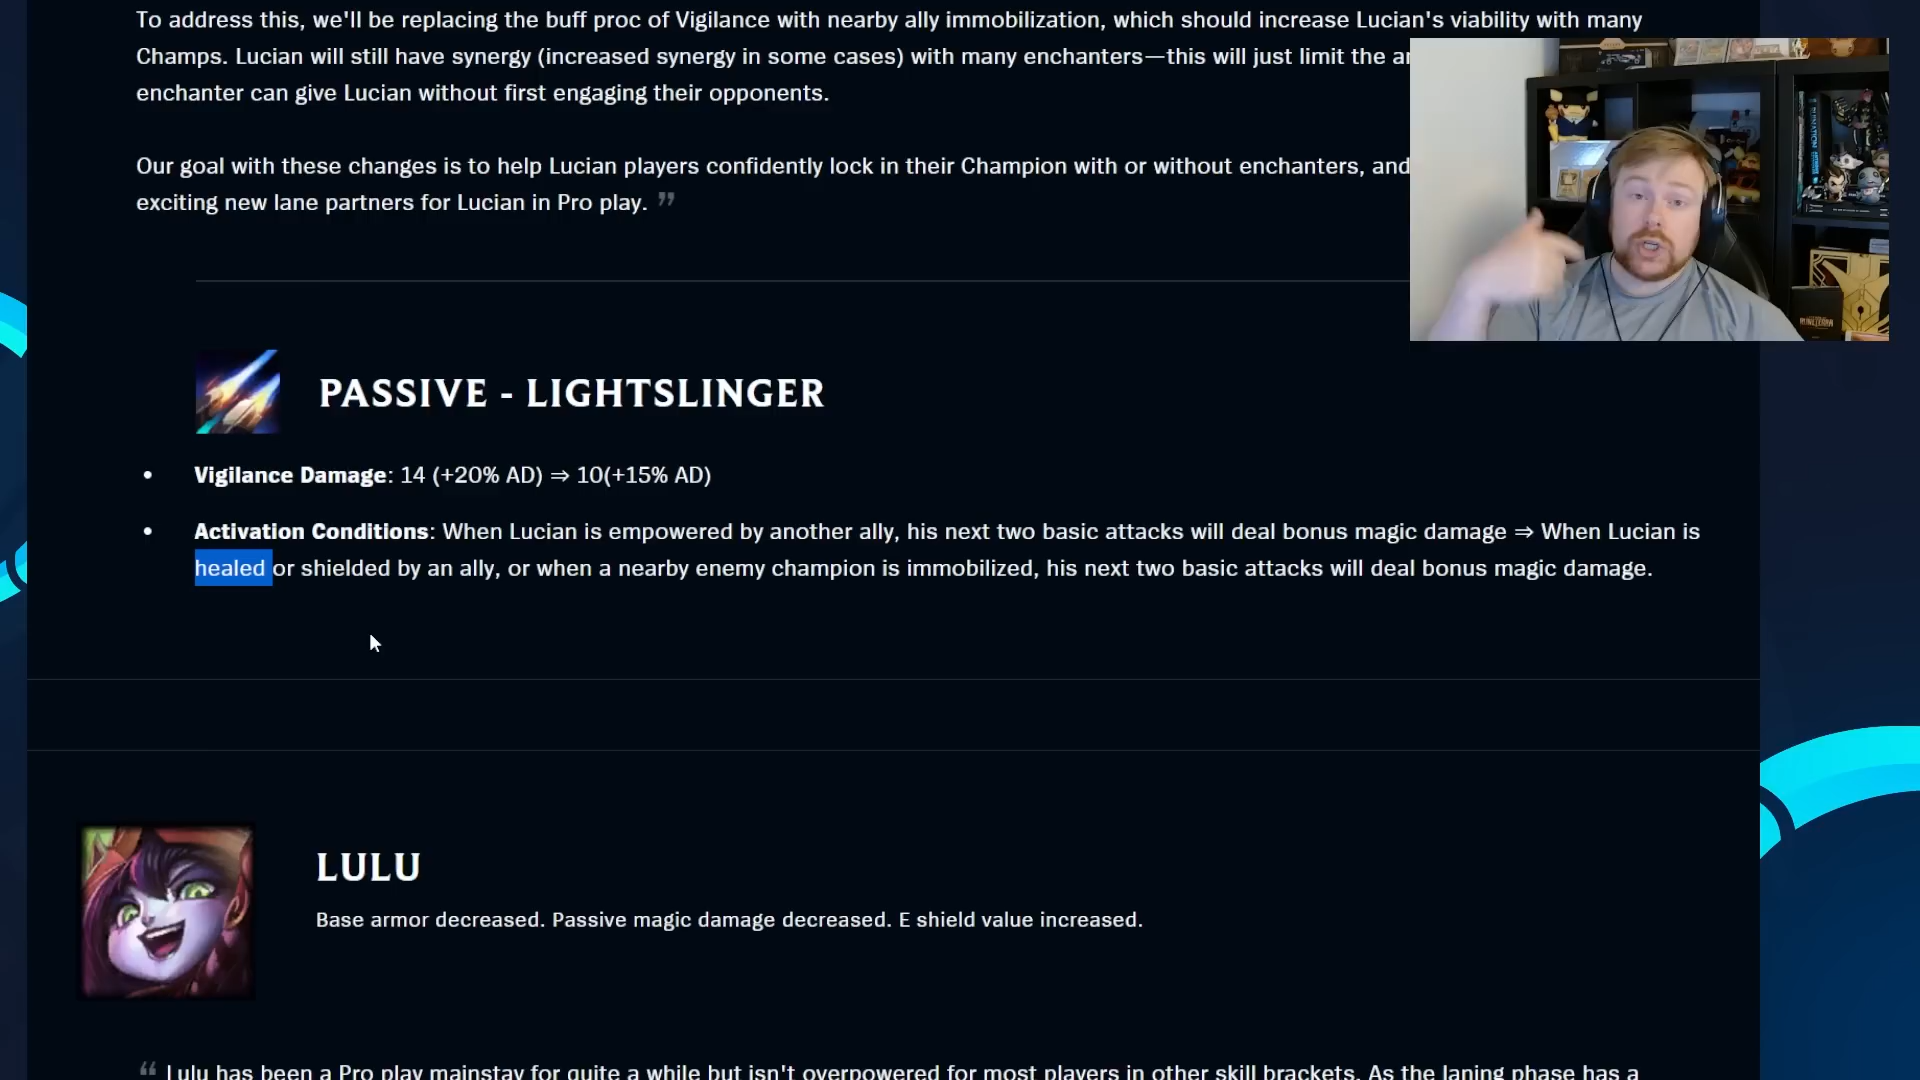 To address this, we'll be replacing the buff proc of Vigilance with nearby ally immobilization, which should increase Lucian's viability with many
Champs. Lucian will still have synergy (increased synergy in some cases) with many enchanters—this will just limit the
enchanter can give Lucian without first engaging their opponents.
Our goal with these changes is to help Lucian players confidently lock in their Champion with or without enchanters, and
exciting new lane partners for Lucian in Pro play. ”
PASSIVE - LIGHTSLINGER
• Vigilance Damage: 14 (+20% AD) ⇒ 10(+15% AD)
• Activation Conditions: When Lucian is empowered by another ally, his next two basic attacks will deal bonus magic damage ⇒ When Lucian is
healed or shielded by an ally, or when a nearby enemy champion is immobilized, his next two basic attacks will deal bonus magic damage.
LULU
Base armor decreased. Passive magic damage decreased. E shield value increased.
“ Lulu has been a Pro play mainstay for quite a while but isn't overpowered for most players in other skill brackets. As the laning phase has a